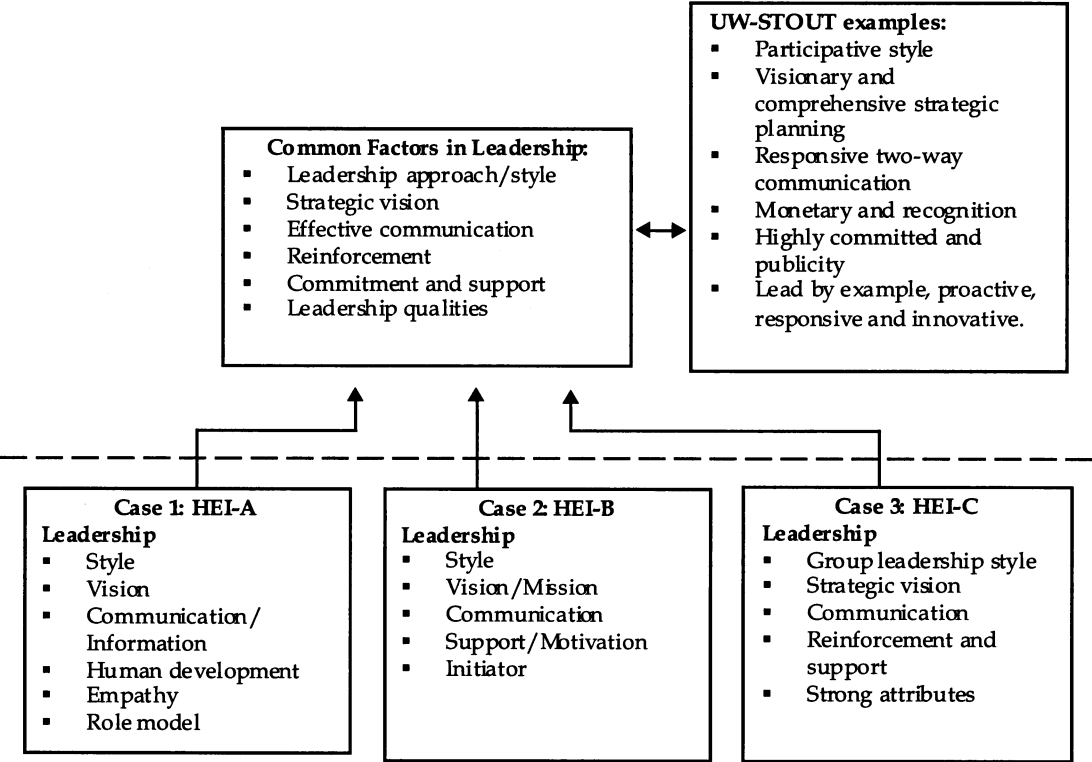 UW-STOUT examples:
▪ Participative style
▪ Visionary and
comprehensive strategic
planning
▪ Responsive two-way
communication
▪ Monetary and recognition
▪ Highly committed and
publicity
▪ Lead by example, proactive,
responsive and innovative.
Common Factors in Leadership:
▪ Leadership approach/style
▪ Strategic vision
▪ Effective communication
▪ Reinforcement
▪ Commitment and support
▪ Leadership qualities
Case 1: HEI-A
Leadership
▪ Style
▪ Vision
▪ Communication/
Information
▪ Human development
▪ Empathy
▪ Role model
Case 2: HEI-B
Leadership
▪ Style
▪ Vision/Mission
▪ Communication
▪ Support/Motivation
▪ Initiator
Case 3: HEI-C
Leadership
▪ Group leadership style
▪ Strategic vision
▪ Communication
▪ Reinforcement and
support
▪ Strong attributes